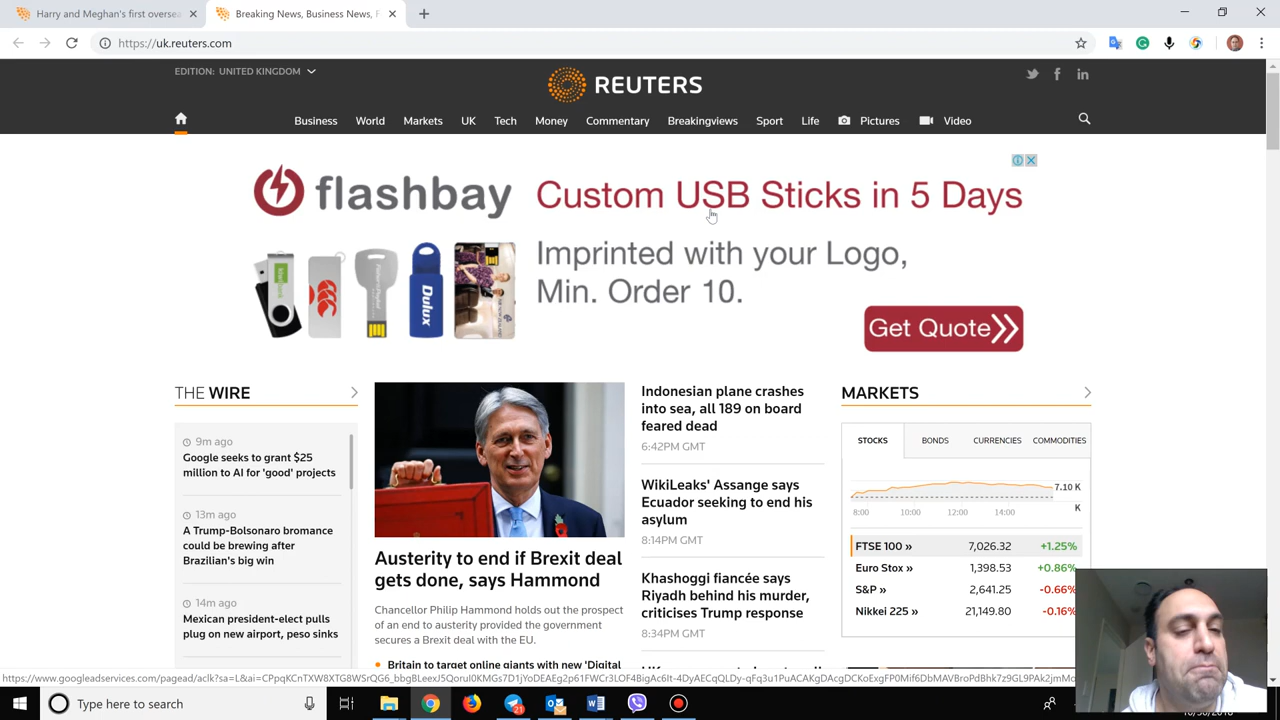 Harry and Meghan's first oversea
Breaking News, Business News, F
https://uk.reuters.com
EDITION: UNITED KINGDOM
REUTERS
Business World Markets UK Tech Money Commentary Breakingviews Sport Life Pictures Video
flashbay
Custom USB Sticks in 5 Days
Imprinted with your Logo,
Min. Order 10.
Dulux
Get Quote
THE WIRE
9m ago
Google seeks to grant $25
million to AI for 'good' projects
13m ago
A Trump-Bolsonaro bromance
could be brewing after
Brazilian's big win
14m ago
Mexican president-elect pulls
plug on new airport, peso sinks
Austerity to end if Brexit deal
gets done, says Hammond
Chancellor Philip Hammond holds out the prospect
of an end to austerity provided the government
secures a Brexit deal with the EU.
Britain to target online giants with new 'Digital
Indonesian plane crashes
into sea, all 189 on board
feared dead
6:42PM GMT
WikiLeaks' Assange says
Ecuador seeking to end his
asylum
8:14PM GMT
Khashoggi fiancée says
Riyadh behind his murder,
criticises Trump response
8:34PM GMT
MARKETS
STOCKS BONDS CURRENCIES COMMODITIES
7.10 K
K
8:00 10:00 12:00 14:00
FTSE 100 » 7,026.32 +1.25%
Euro Stox » 1,398.53 +0.86%
S&P » 2,641.25 -0.66%
Nikkei 225 » 21,149.80 -0.16%
Type here to search
21